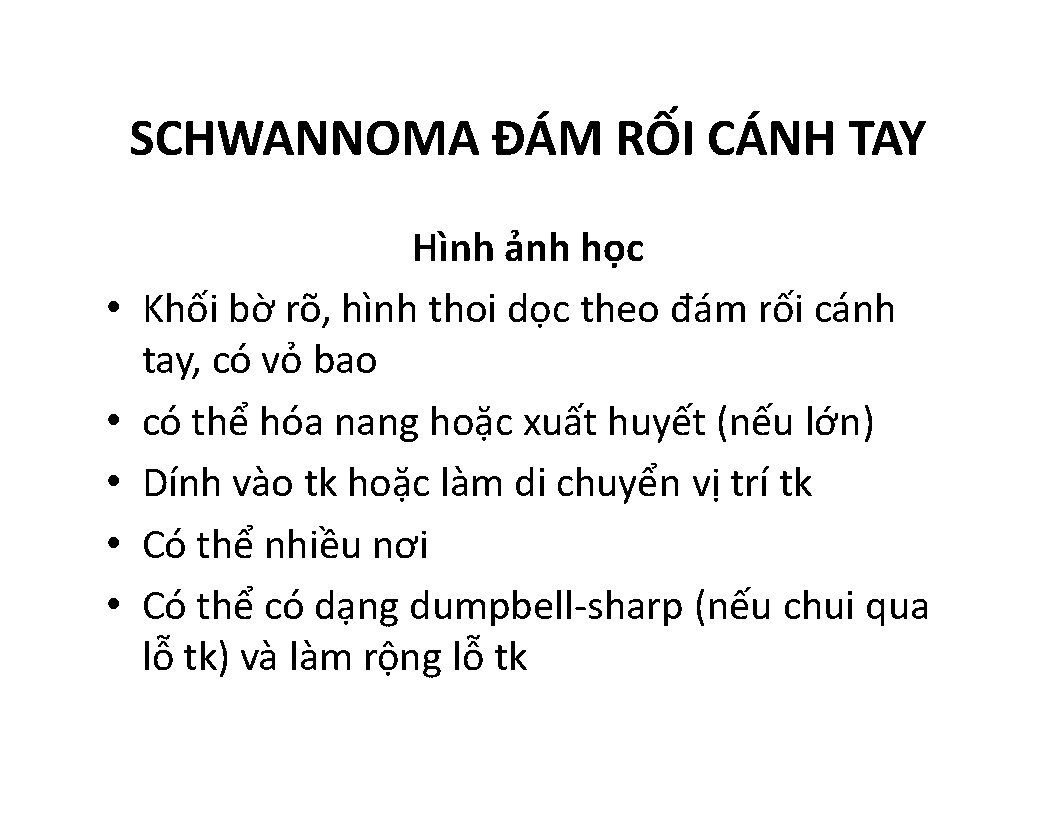 SCHWANNOMA ĐÁM RỐI CÁNH TAY
Hình ảnh học
• Khối bờ rõ, hình thoi dọc theo đám rối cánh
tay, có vỏ bao
• có thể hóa nang hoặc xuất huyết (nếu lớn)
• Dính vào tk hoặc làm di chuyển vị trí tk
• Có thể nhiều nơi
• Có thể có dạng dumpbell-sharp (nếu chui qua
lỗ tk) và làm rộng lỗ tk